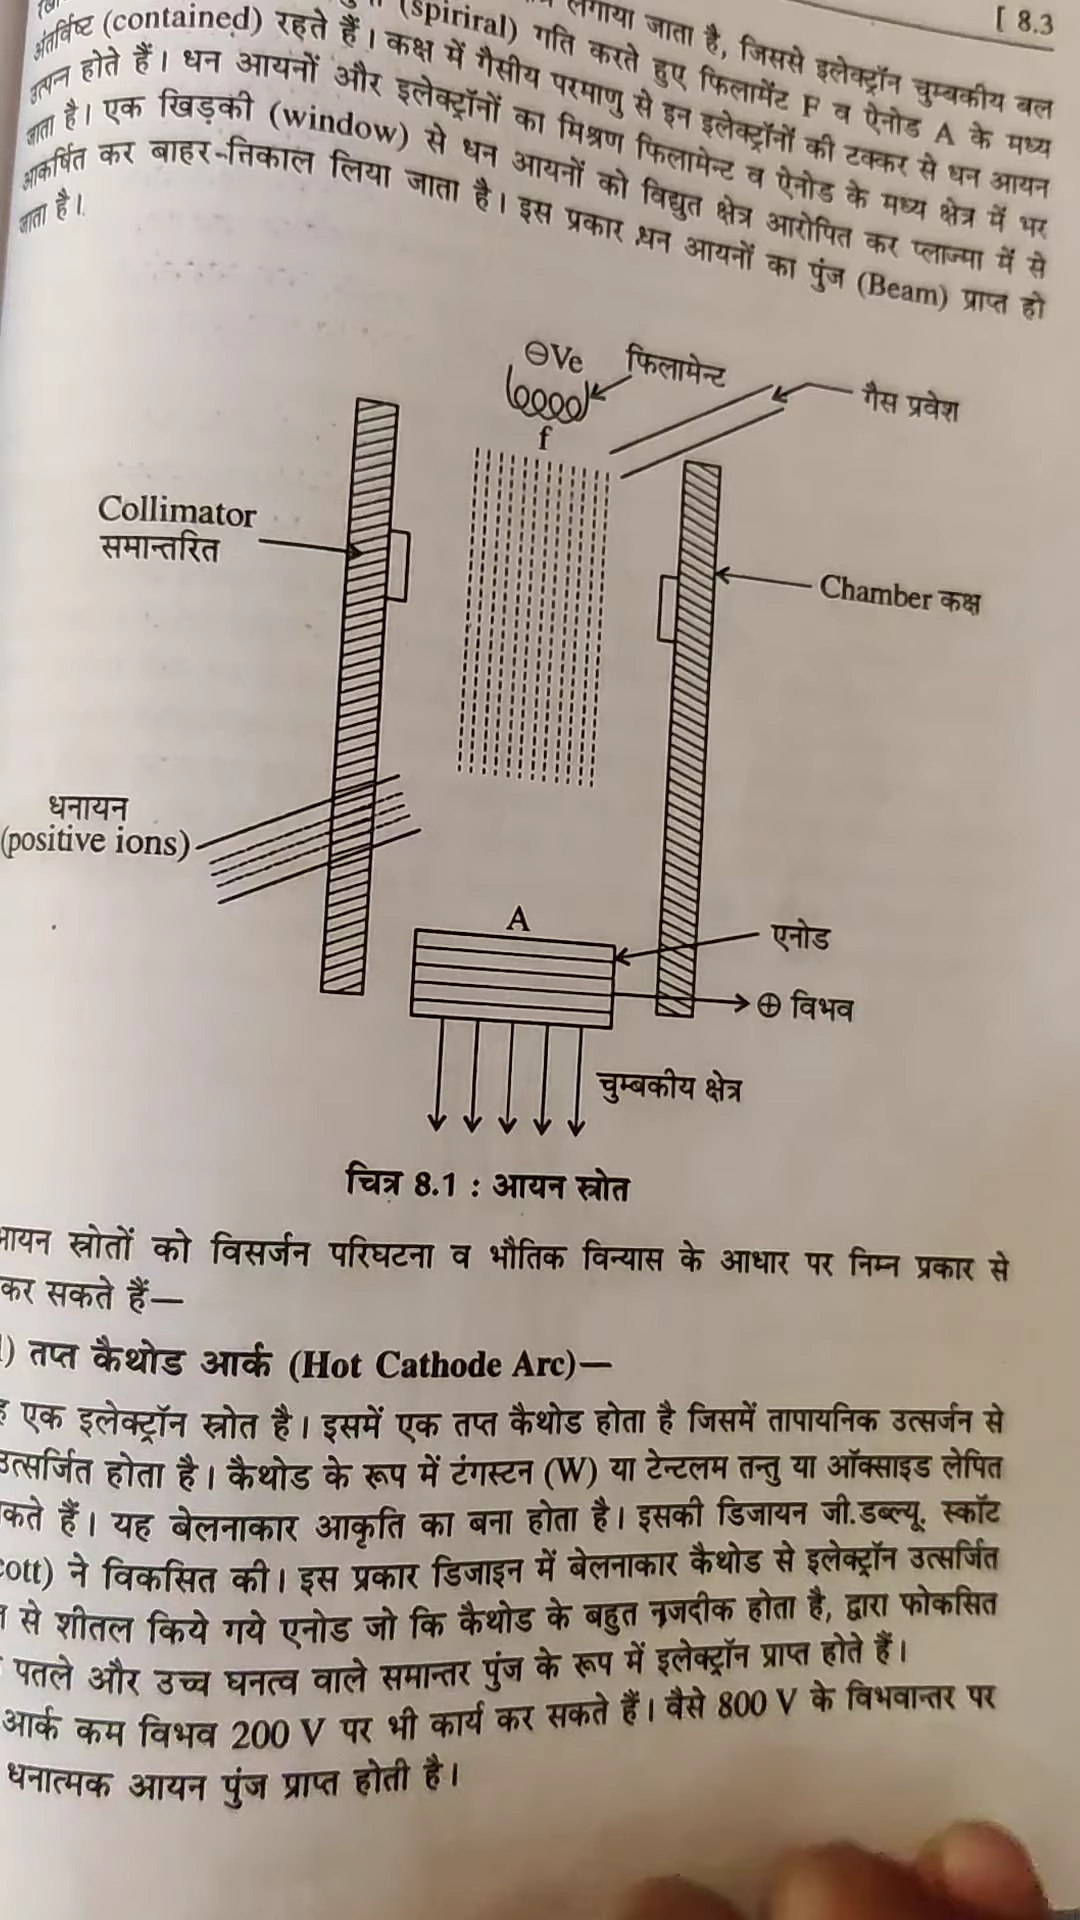 [ 8.3
लगाया जाता है, जिससे इलेक्ट्रॉन चुम्बकीय बल
(spiriral) गति करते हुए फिलामेंट F व ऐनोड A के मध्य
अंतर्विष्ट (contained) रहते हैं। कक्ष में गैसीय परमाणु से इन इलेक्ट्रॉनों की टक्कर से धन आयन
उत्पन्न होते हैं। धन आयनों और इलेक्ट्रॉनों का मिश्रण फिलामेन्ट व ऐनोड के मध्य क्षेत्र में भर
जाता है। एक खिड़की (window) से धन आयनों को विद्युत क्षेत्र आरोपित कर प्लाज्मा में से
आकर्षित कर बाहर-निकाल लिया जाता है। इस प्रकार धन आयनों का पुंज (Beam) प्राप्त हो
जाता है।
⊖Ve
फिलामेन्ट
गैस प्रवेश
f
Collimator
समान्तरित
Chamber कक्ष
धनायन
(positive ions)
A
एनोड
⊕ विभव
चुम्बकीय क्षेत्र
चित्र 8.1 : आयन स्रोत
आयन स्रोतों को विसर्जन परिघटना व भौतिक विन्यास के आधार पर निम्न प्रकार से
कर सकते हैं—
) तप्त कैथोड आर्क (Hot Cathode Arc)—
एक इलेक्ट्रॉन स्रोत है। इसमें एक तप्त कैथोड होता है जिसमें तापायनिक उत्सर्जन से
उत्सर्जित होता है। कैथोड के रूप में टंगस्टन (W) या टेन्टलम तन्तु या ऑक्साइड लेपित
कते हैं। यह बेलनाकार आकृति का बना होता है। इसकी डिजायन जी.डब्ल्यू. स्कॉट
cott) ने विकसित की। इस प्रकार डिजाइन में बेलनाकार कैथोड से इलेक्ट्रॉन उत्सर्जित
से शीतल किये गये एनोड जो कि कैथोड के बहुत नजदीक होता है, द्वारा फोकसित
पतले और उच्च घनत्व वाले समान्तर पुंज के रूप में इलेक्ट्रॉन प्राप्त होते हैं।
आर्क कम विभव 200 V पर भी कार्य कर सकते हैं। वैसे 800 V के विभवान्तर पर
धनात्मक आयन पुंज प्राप्त होती है।